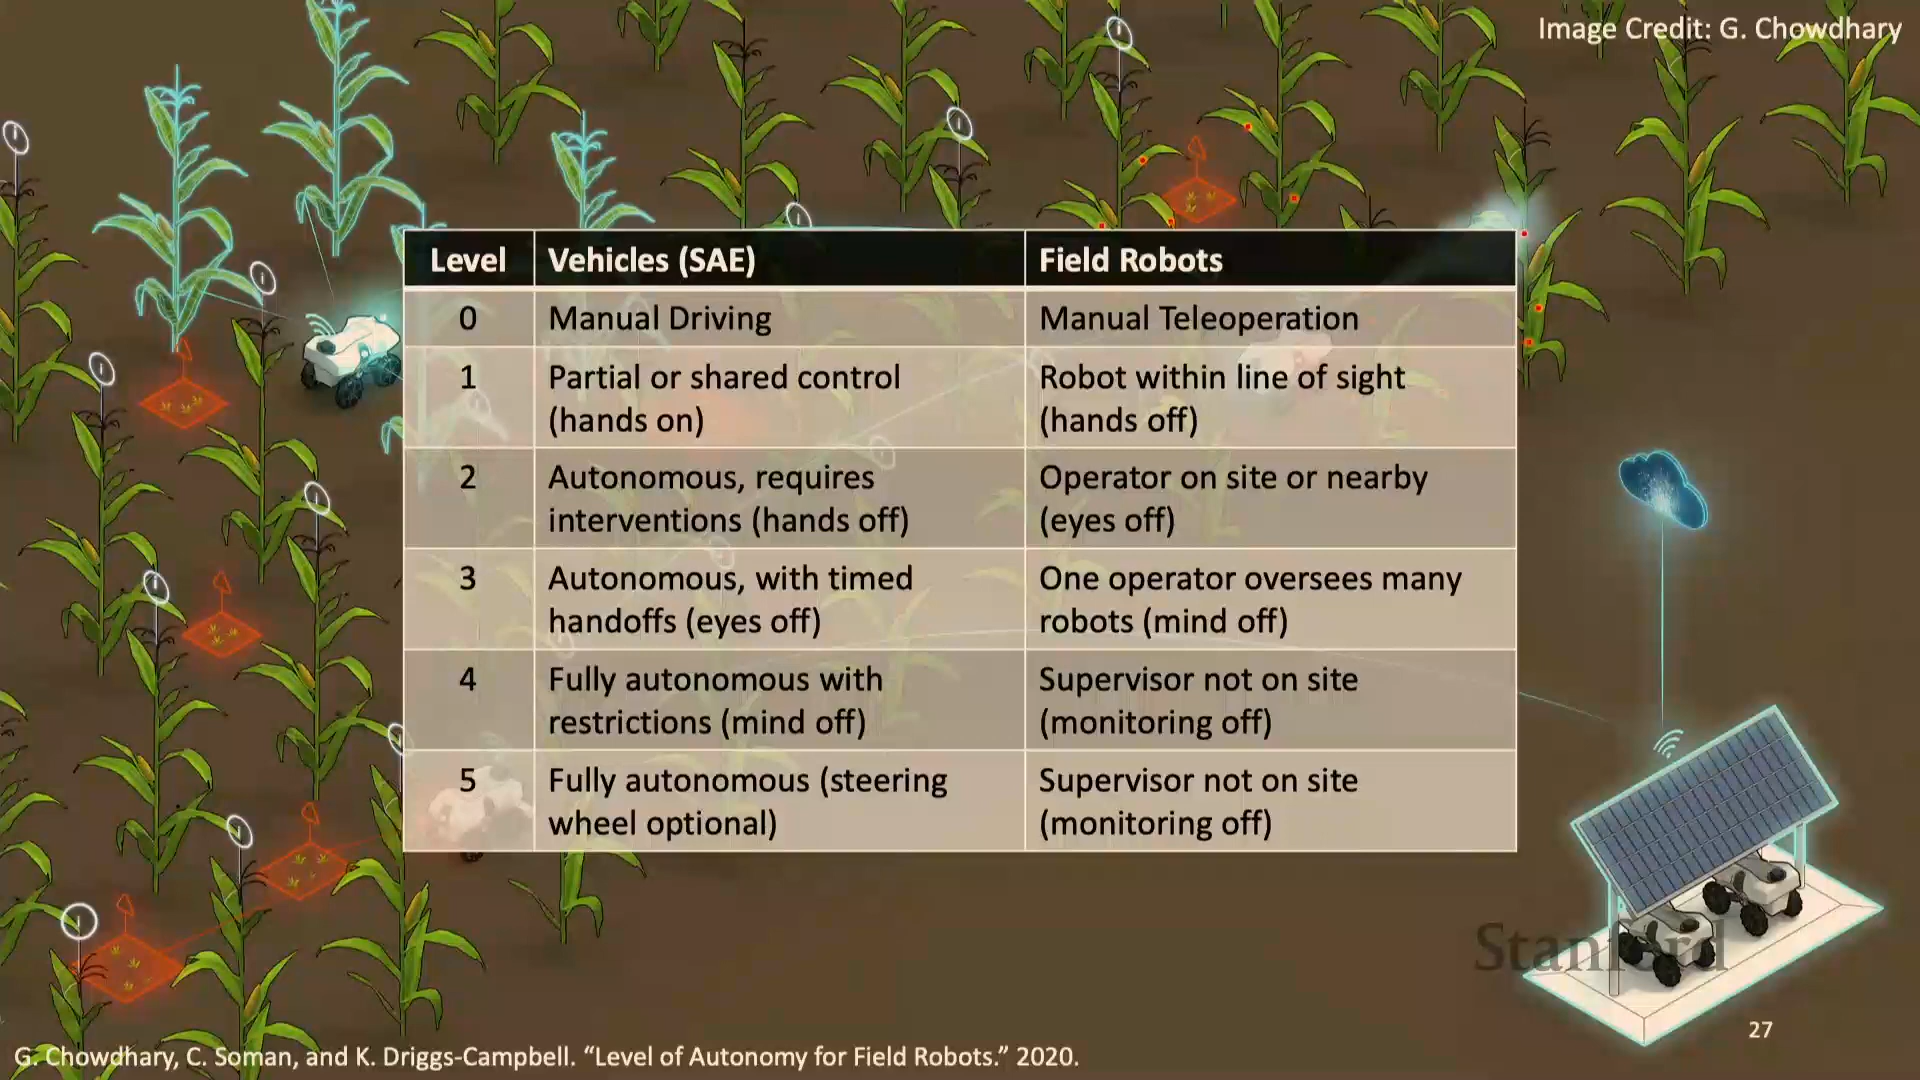 Image Credit: G. Chowdhary
Level Vehicles (SAE) Field Robots
0 Manual Driving Manual Teleoperation
1 Partial or shared control (hands on) Robot within line of sight (hands off)
2 Autonomous, requires interventions (hands off) Operator on site or nearby (eyes off)
3 Autonomous, with timed handoffs (eyes off) One operator oversees many robots (mind off)
4 Fully autonomous with restrictions (mind off) Supervisor not on site (monitoring off)
5 Fully autonomous (steering wheel optional) Supervisor not on site (monitoring off)
Stanford
27
G. Chowdhary, C. Soman, and K. Driggs-Campbell. “Level of Autonomy for Field Robots.” 2020.